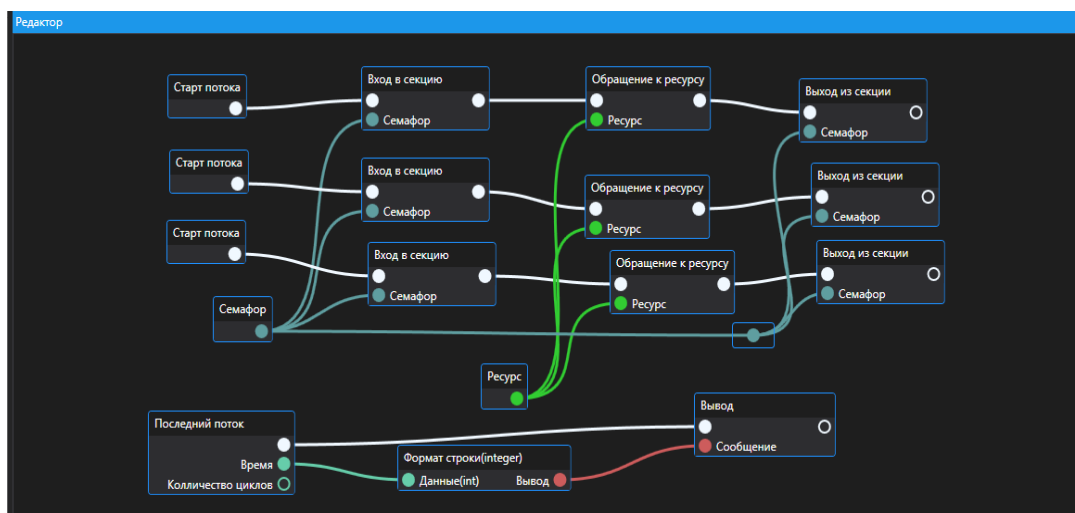 Редактор
Старт потока
Вход в секцию
Семафор
Обращение к ресурсу
Ресурс
Выход из секции
Семафор
Старт потока
Вход в секцию
Семафор
Обращение к ресурсу
Ресурс
Выход из секции
Семафор
Старт потока
Вход в секцию
Семафор
Обращение к ресурсу
Ресурс
Выход из секции
Семафор
Семафор
Ресурс
Последний поток
Время
Колличество циклов
Формат строки(integer)
Данные(int) Вывод
Вывод
Сообщение